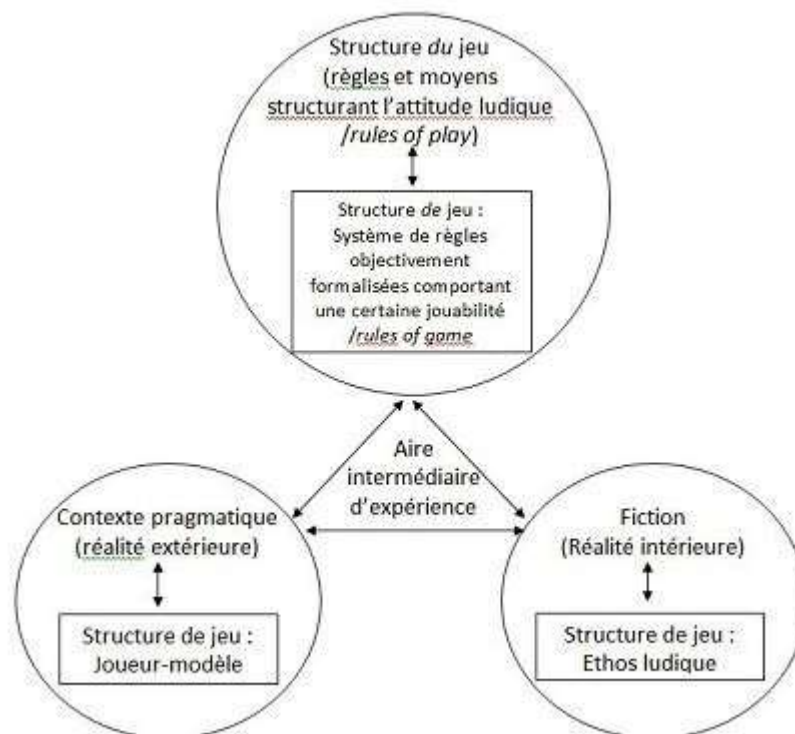 Structure du jeu
(règles et moyens
structurant l'attitude ludique
/rules of play)
Structure de jeu :
Système de règles
objectivement
formalisées comportant
une certaine jouabilité
/rules of game
Aire
intermédiaire
d'expérience
Contexte pragmatique
(réalité extérieure)
Structure de jeu :
Joueur-modèle
Fiction
(Réalité intérieure)
Structure de jeu :
Ethos ludique